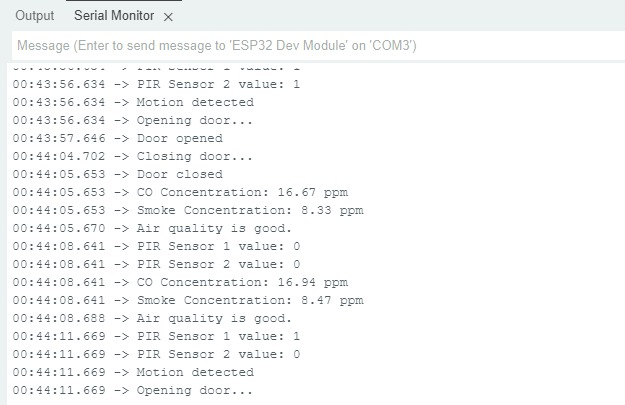 Output Serial Monitor ×
Message (Enter to send message to 'ESP32 Dev Module' on 'COM3')
00:43:56.634 -> PIR Sensor 2 value: 1
00:43:56.634 -> Motion detected
00:43:56.634 -> Opening door...
00:43:57.646 -> Door opened
00:44:04.702 -> Closing door...
00:44:05.653 -> Door closed
00:44:05.653 -> CO Concentration: 16.67 ppm
00:44:05.653 -> Smoke Concentration: 8.33 ppm
00:44:05.670 -> Air quality is good.
00:44:08.641 -> PIR Sensor 1 value: 0
00:44:08.641 -> PIR Sensor 2 value: 0
00:44:08.641 -> CO Concentration: 16.94 ppm
00:44:08.641 -> Smoke Concentration: 8.47 ppm
00:44:08.688 -> Air quality is good.
00:44:11.669 -> PIR Sensor 1 value: 1
00:44:11.669 -> PIR Sensor 2 value: 0
00:44:11.669 -> Motion detected
00:44:11.669 -> Opening door...